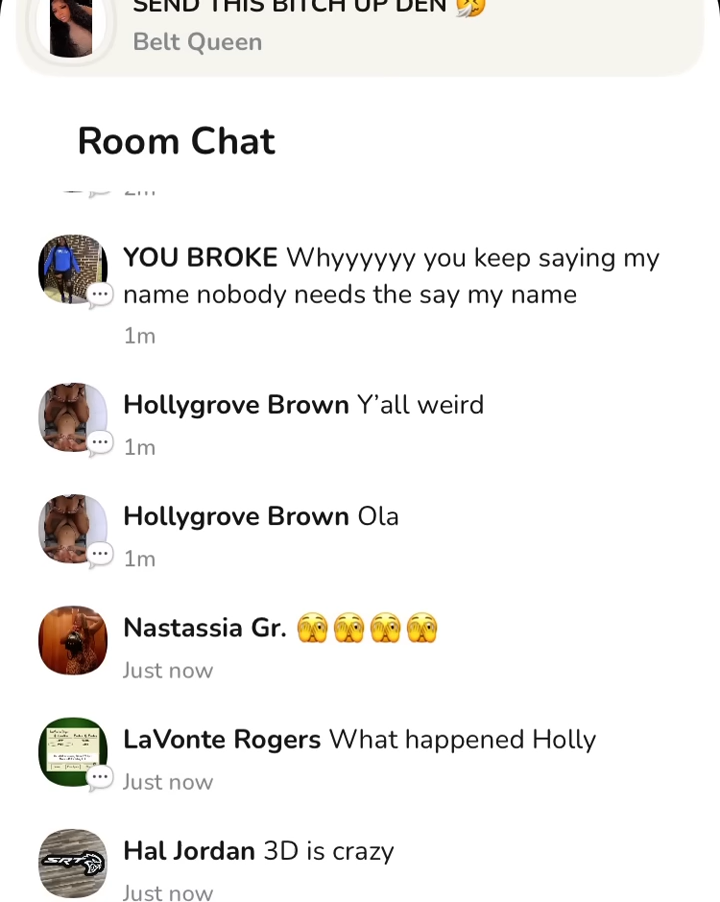 SEND THIS BITCH UP DEN 🤧
Belt Queen
Room Chat
2m
YOU BROKE Whyyyyyy you keep saying my
name nobody needs the say my name
1m
Hollygrove Brown Y’all weird
1m
Hollygrove Brown Ola
1m
Nastassia Gr. 🫣🫣🫣🫣
Just now
LaVonte Rogers What happened Holly
Just now
SRT
Hal Jordan 3D is crazy
Just now